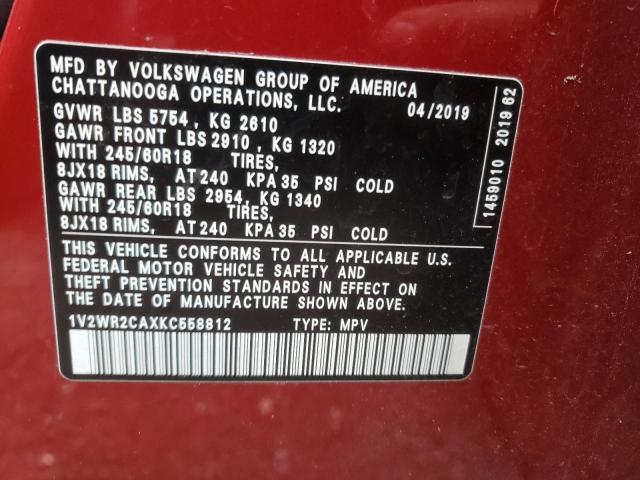 MFD BY VOLKSWAGEN GROUP OF AMERICA
CHATTANOOGA OPERATIONS, LLC. 04/2019
GVWR LBS 5754 , KG 2610
GAWR FRONT LBS 2910 , KG 1320
WITH 245/60R18 TIRES,
8JX18 RIMS, AT 240 KPA 35 PSI COLD
GAWR REAR LBS 2954, KG 1340
WITH 245/60R18 TIRES,
8JX18 RIMS, AT 240 KPA 35 PSI COLD
THIS VEHICLE CONFORMS TO ALL APPLICABLE U.S.
FEDERAL MOTOR VEHICLE SAFETY AND
THEFT PREVENTION STANDARDS IN EFFECT ON
THE DATE OF MANUFACTURE SHOWN ABOVE.
1V2WR2CAXKC558812 TYPE: MPV
1459010 2019 62